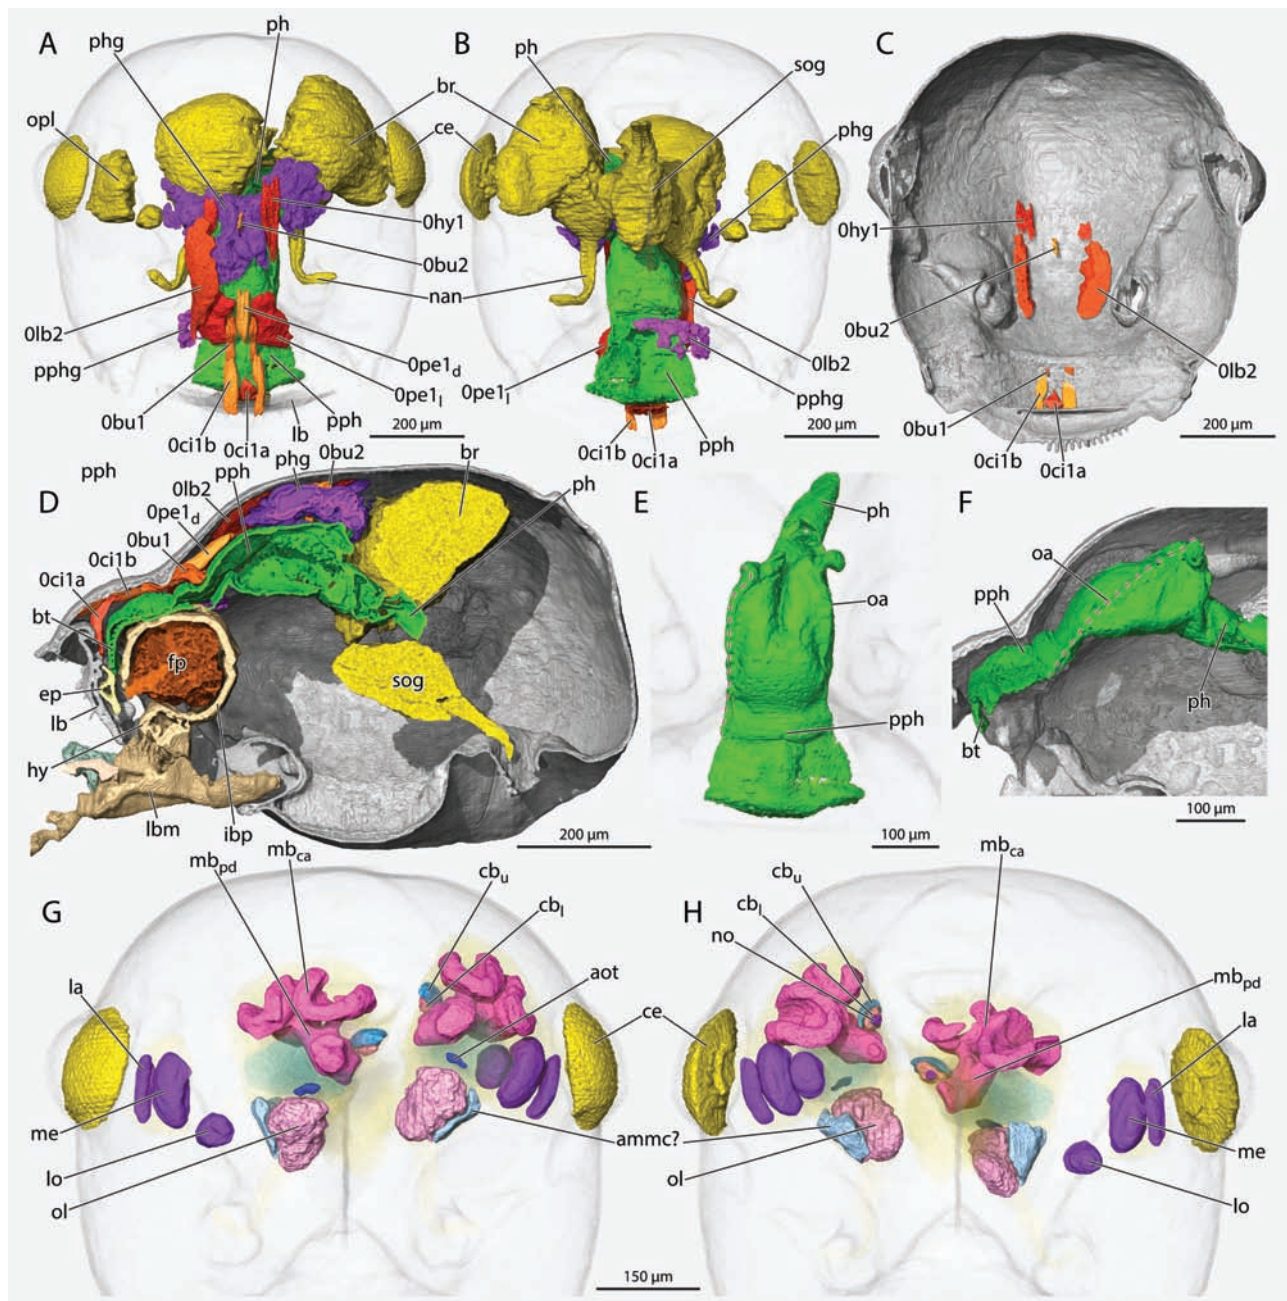 A
phg
ph
br
opl
ce
0hy1
0bu2
nan
0lb2
pphg
0pe1d
0pe1l
0bu1
0ci1b
0ci1a
lb
pph
200 µm
B
ph
sog
phg
0lb2
0pe1l
pphg
pph
0ci1b
0ci1a
200 µm
C
0hy1
0bu2
0lb2
0bu1
0ci1b
0ci1a
200 µm
pph
D
pph
phg
0bu2
br
ph
0lb2
0pe1d
0bu1
0ci1b
0ci1a
bt
fp
ep
sog
lb
hy
lbm
ibp
200 µm
E
ph
oa
pph
100 µm
F
oa
pph
ph
bt
100 µm
G
mbpd
mbca
cbu
cbl
aot
la
ce
me
lo
ol
ammc?
150 µm
H
cbu
cbl
no
mbca
mbpd
la
me
ol
lo